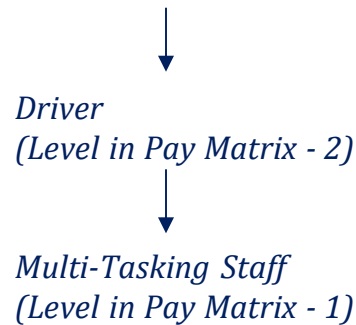 Driver
(Level in Pay Matrix - 2)
Multi-Tasking Staff
(Level in Pay Matrix - 1)